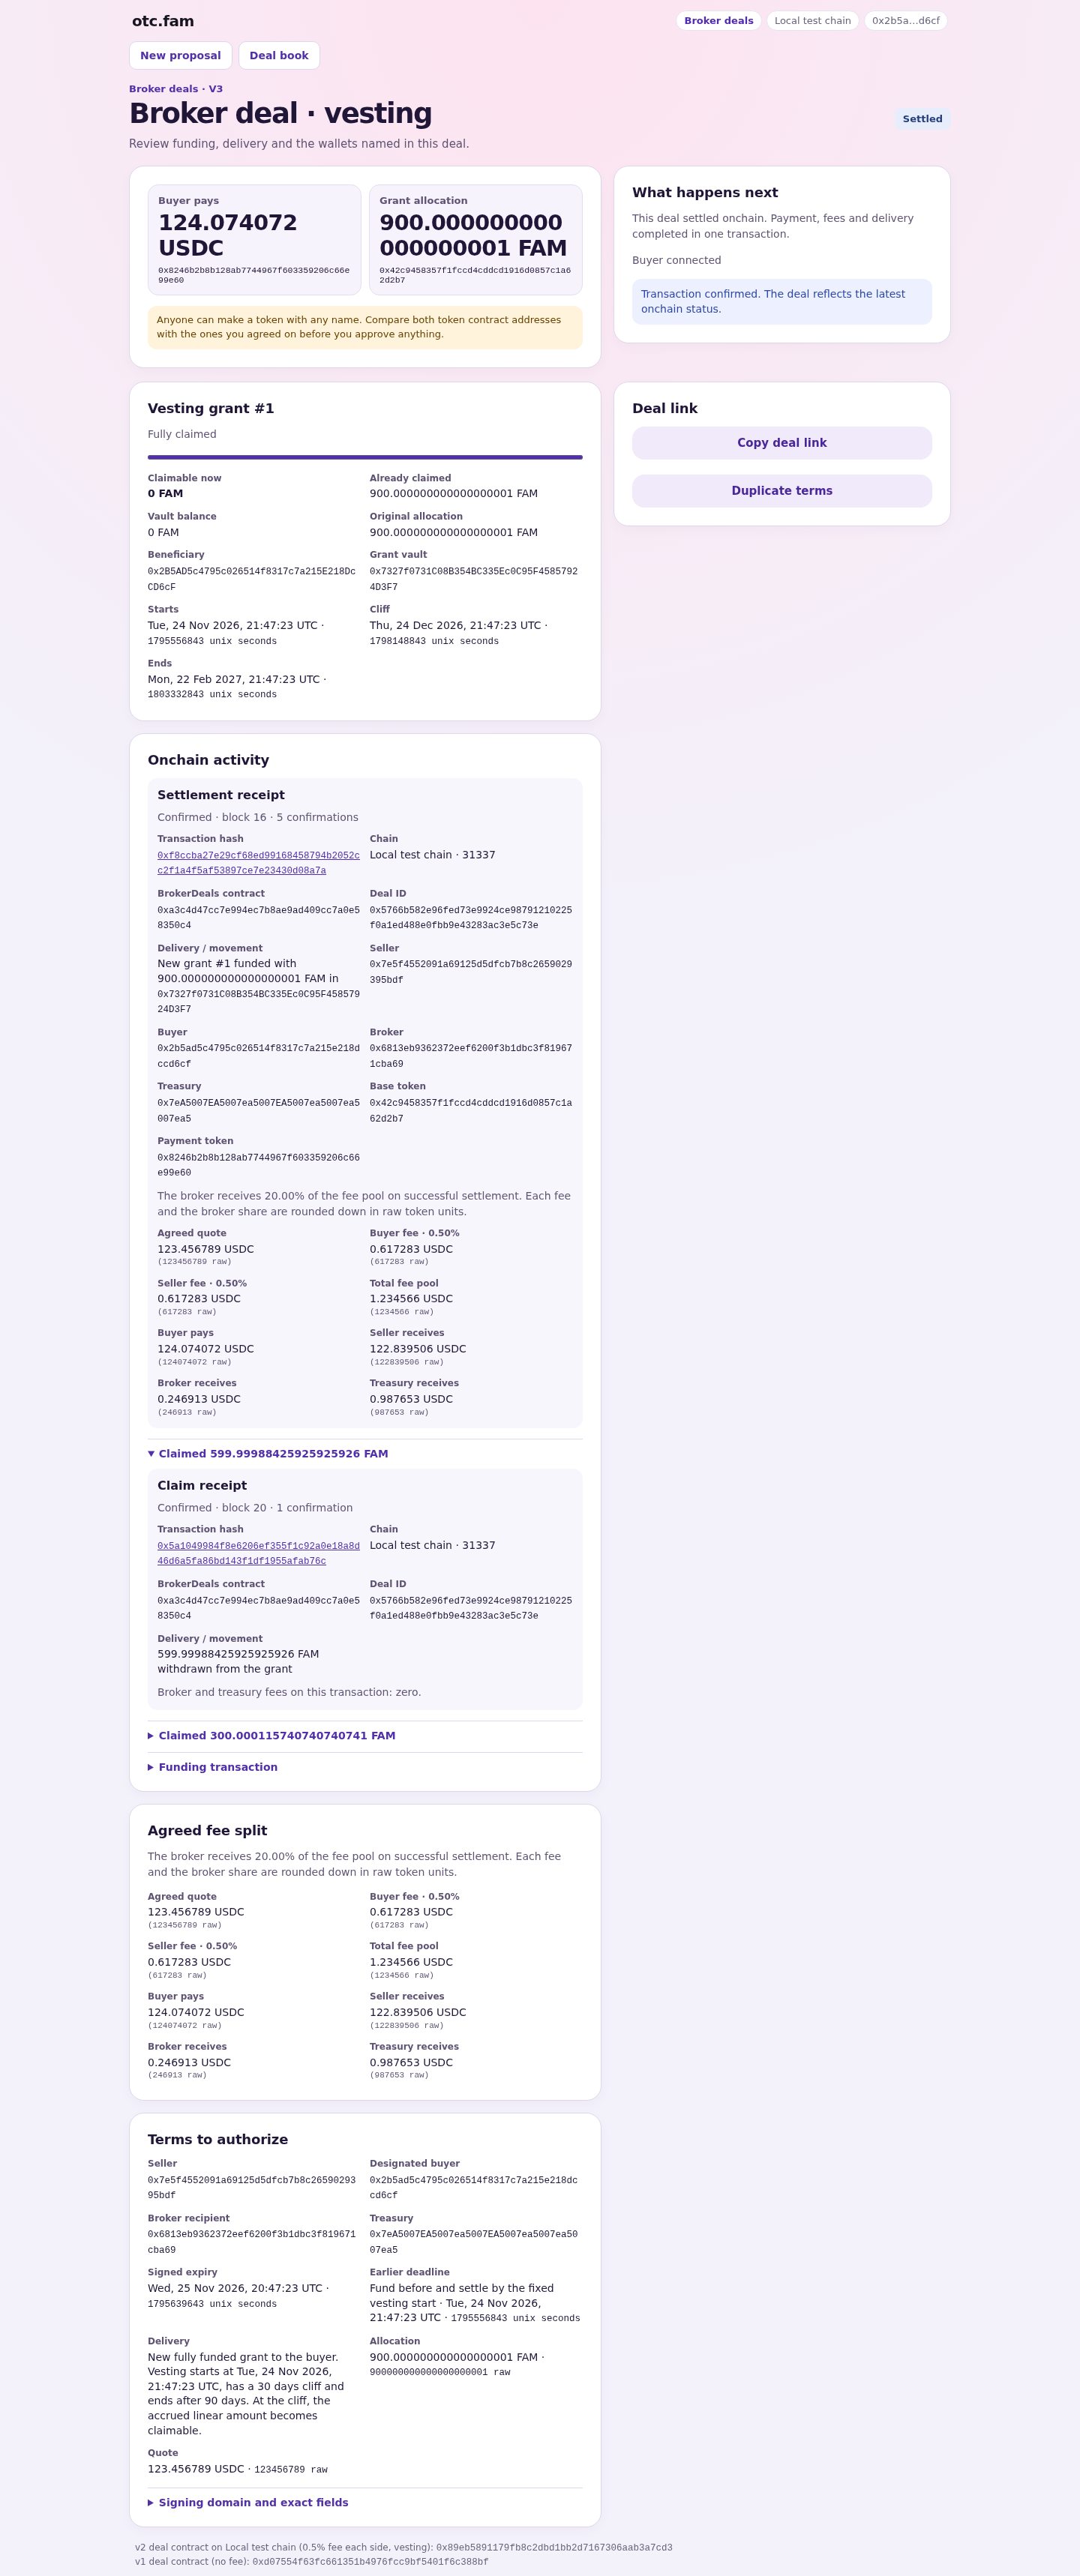 otc.fam
Broker deals
Local test chain
0x2b5a…d6cf
New proposal
Deal book
Broker deals · V3
Broker deal · vesting
Settled
Review funding, delivery and the wallets named in this deal.
Buyer pays
124.074072
USDC
0x8246b2b8b128ab7744967f603359206c66e
99e60
Grant allocation
900.000000000
000000001 FAM
0x42c9458357f1fccd4cddcd1916d0857c1a6
2d2b7
Anyone can make a token with any name. Compare both token contract addresses
with the ones you agreed on before you approve anything.
What happens next
This deal settled onchain. Payment, fees and delivery
completed in one transaction.
Buyer connected
Transaction confirmed. The deal reflects the latest
onchain status.
Vesting grant #1
Fully claimed
Claimable now
0 FAM
Already claimed
900.000000000000000001 FAM
Vault balance
0 FAM
Original allocation
900.000000000000000001 FAM
Beneficiary
0x2B5AD5c4795c026514f8317c7a215E218Dc
CD6cF
Grant vault
0x7327f0731C08B354BC335Ec0C95F4585792
4D3F7
Starts
Tue, 24 Nov 2026, 21:47:23 UTC ·
1795556843 unix seconds
Cliff
Thu, 24 Dec 2026, 21:47:23 UTC ·
1798148843 unix seconds
Ends
Mon, 22 Feb 2027, 21:47:23 UTC ·
1803332843 unix seconds
Deal link
Copy deal link
Duplicate terms
Onchain activity
Settlement receipt
Confirmed · block 16 · 5 confirmations
Transaction hash
0xf8ccba27e29cf68ed99168458794b2052c
c2f1a4f5af53897ce7e23430d08a7a
Chain
Local test chain · 31337
BrokerDeals contract
0xa3c4d47cc7e994ec7b8ae9ad409cc7a0e5
8350c4
Deal ID
0x5766b582e96fed73e9924ce98791210225
f0a1ed488e0fbb9e43283ac3e5c73e
Delivery / movement
New grant #1 funded with
900.000000000000000001 FAM in
0x7327f0731C08B354BC335Ec0C95F458579
24D3F7
Seller
0x7e5f4552091a69125d5dfcb7b8c2659029
395bdf
Buyer
0x2b5ad5c4795c026514f8317c7a215e218d
ccd6cf
Broker
0x6813eb9362372eef6200f3b1dbc3f81967
1cba69
Treasury
0x7eA5007EA5007ea5007EA5007ea5007ea5
007ea5
Base token
0x42c9458357f1fccd4cddcd1916d0857c1a
62d2b7
Payment token
0x8246b2b8b128ab7744967f603359206c66
e99e60
The broker receives 20.00% of the fee pool on successful settlement. Each fee
and the broker share are rounded down in raw token units.
Agreed quote
123.456789 USDC
(123456789 raw)
Buyer fee · 0.50%
0.617283 USDC
(617283 raw)
Seller fee · 0.50%
0.617283 USDC
(617283 raw)
Total fee pool
1.234566 USDC
(1234566 raw)
Buyer pays
124.074072 USDC
(124074072 raw)
Seller receives
122.839506 USDC
(122839506 raw)
Broker receives
0.246913 USDC
(246913 raw)
Treasury receives
0.987653 USDC
(987653 raw)
Claimed 599.99988425925925926 FAM
Claim receipt
Confirmed · block 20 · 1 confirmation
Transaction hash
0x5a1049984f8e6206ef355f1c92a0e18a8d
46d6a5fa86bd143f1df1955afab76c
Chain
Local test chain · 31337
BrokerDeals contract
0xa3c4d47cc7e994ec7b8ae9ad409cc7a0e5
8350c4
Deal ID
0x5766b582e96fed73e9924ce98791210225
f0a1ed488e0fbb9e43283ac3e5c73e
Delivery / movement
599.99988425925925926 FAM
withdrawn from the grant
Broker and treasury fees on this transaction: zero.
Claimed 300.000115740740740741 FAM
Funding transaction
Agreed fee split
The broker receives 20.00% of the fee pool on successful settlement. Each fee
and the broker share are rounded down in raw token units.
Agreed quote
123.456789 USDC
(123456789 raw)
Buyer fee · 0.50%
0.617283 USDC
(617283 raw)
Seller fee · 0.50%
0.617283 USDC
(617283 raw)
Total fee pool
1.234566 USDC
(1234566 raw)
Buyer pays
124.074072 USDC
(124074072 raw)
Seller receives
122.839506 USDC
(122839506 raw)
Broker receives
0.246913 USDC
(246913 raw)
Treasury receives
0.987653 USDC
(987653 raw)
Terms to authorize
Seller
0x7e5f4552091a69125d5dfcb7b8c26590293
95bdf
Designated buyer
0x2b5ad5c4795c026514f8317c7a215e218dc
cd6cf
Broker recipient
0x6813eb9362372eef6200f3b1dbc3f819671
cba69
Treasury
0x7eA5007EA5007ea5007EA5007ea5007ea50
07ea5
Signed expiry
Wed, 25 Nov 2026, 20:47:23 UTC ·
1795639643 unix seconds
Earlier deadline
Fund before and settle by the fixed
vesting start · Tue, 24 Nov 2026,
21:47:23 UTC · 1795556843 unix seconds
Delivery
New fully funded grant to the buyer.
Vesting starts at Tue, 24 Nov 2026,
21:47:23 UTC, has a 30 days cliff and
ends after 90 days. At the cliff, the
accrued linear amount becomes
claimable.
Allocation
900.000000000000000001 FAM ·
900000000000000000001 raw
Quote
123.456789 USDC · 123456789 raw
Signing domain and exact fields
v2 deal contract on Local test chain (0.5% fee each side, vesting): 0x89eb5891179fb8c2dbd1bb2d7167306aab3a7cd3
v1 deal contract (no fee): 0xd07554f63fc661351b4976fcc9bf5401f6c388bf